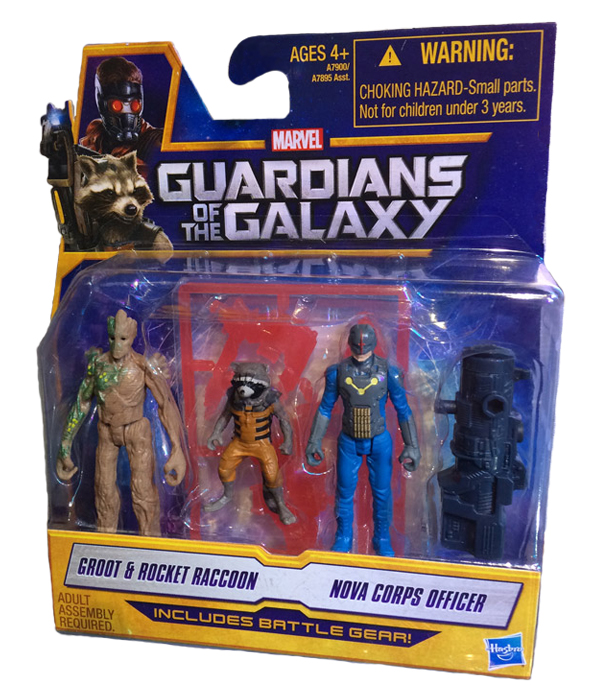 AGES 4+
A7900/
A7895 Asst.
WARNING:
CHOKING HAZARD-Small parts.
Not for children under 3 years.
MARVEL
GUARDIANS
OF THE GALAXY
GROOT & ROCKET RACCOON
NOVA CORPS OFFICER
ADULT
ASSEMBLY
REQUIRED.
INCLUDES BATTLE GEAR!
Hasbro